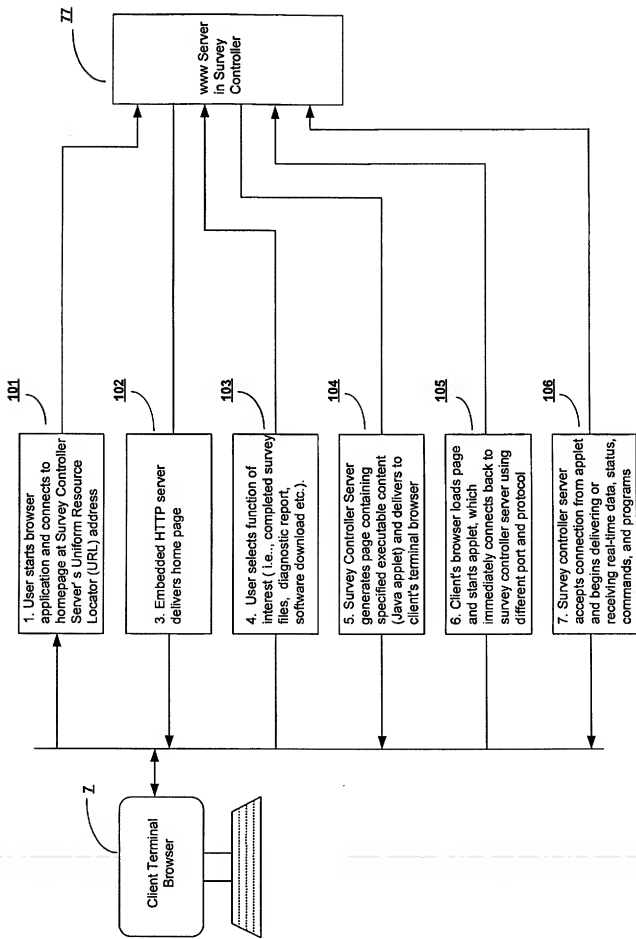 77
www Server
in Survey
Controller
101
1. User starts browser
application and connects to
homepage at Survey Controller
Server's Uniform Resource
Locator (URL) address
102
3. Embedded HTTP server
delivers home page
103
4. User selects function of
interest ( i.e.., completed survey
files, diagnostic report,
software download etc.).
104
5. Survey Controller Server
generates page containing
specified executable content
(Java applet) and delivers to
client's terminal browser
105
6. Client's browser loads page
and starts applet, which
immediately connects back to
survey controller server using
different port and protocol
106
7. Survey controller server
accepts connection from applet
and begins delivering or
receiving real-time data, status,
commands, and programs
7
Client Terminal
Browser